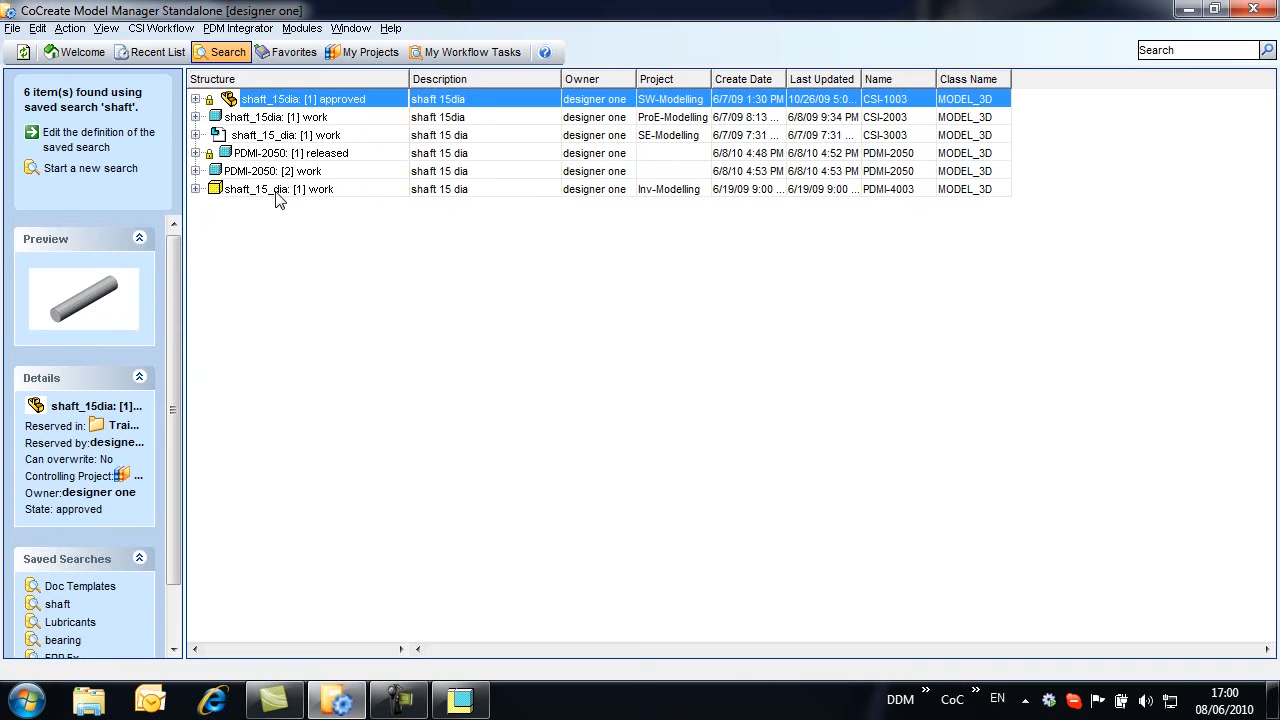 CoCreate Model Manager Standalone [designer one]
File Edit Action View CSI Workflow PDM Integrator Modules Window Help
Welcome Recent List Search Favorites My Projects My Workflow Tasks Search
6 item(s) found using saved search 'shaft'.
Edit the definition of the saved search
Start a new search
Preview
Details
shaft_15dia: [1]...
Reserved in: Trai...
Reserved by:designe...
Can overwrite: No
Controlling Project: ...
Owner:designer one
State: approved
Saved Searches
Doc Templates
shaft
Lubricants
bearing
Structure Description Owner Project Create Date Last Updated Name Class Name
shaft_15dia: [1] approved shaft 15dia designer one SW-Modelling 6/7/09 1:30 PM 10/26/09 5:0... CSI-1003 MODEL_3D
shaft_15dia: [1] work shaft 15dia designer one ProE-Modelling 6/7/09 8:13 ... 6/8/09 9:34 PM CSI-2003 MODEL_3D
shaft_15_dia: [1] work shaft 15 dia designer one SE-Modelling 6/7/09 7:31 ... 6/7/09 7:31 ... CSI-3003 MODEL_3D
PDMI-2050: [1] released shaft 15 dia designer one 6/8/10 4:48 PM 6/8/10 4:52 PM PDMI-2050 MODEL_3D
PDMI-2050: [2] work shaft 15 dia designer one 6/8/10 4:53 PM 6/8/10 4:53 PM PDMI-2050 MODEL_3D
shaft_15_dia: [1] work shaft 15 dia designer one Inv-Modelling 6/19/09 9:00 ... 6/19/09 9:00 ... PDMI-4003 MODEL_3D
DDM » CoC » EN 17:00
08/06/2010